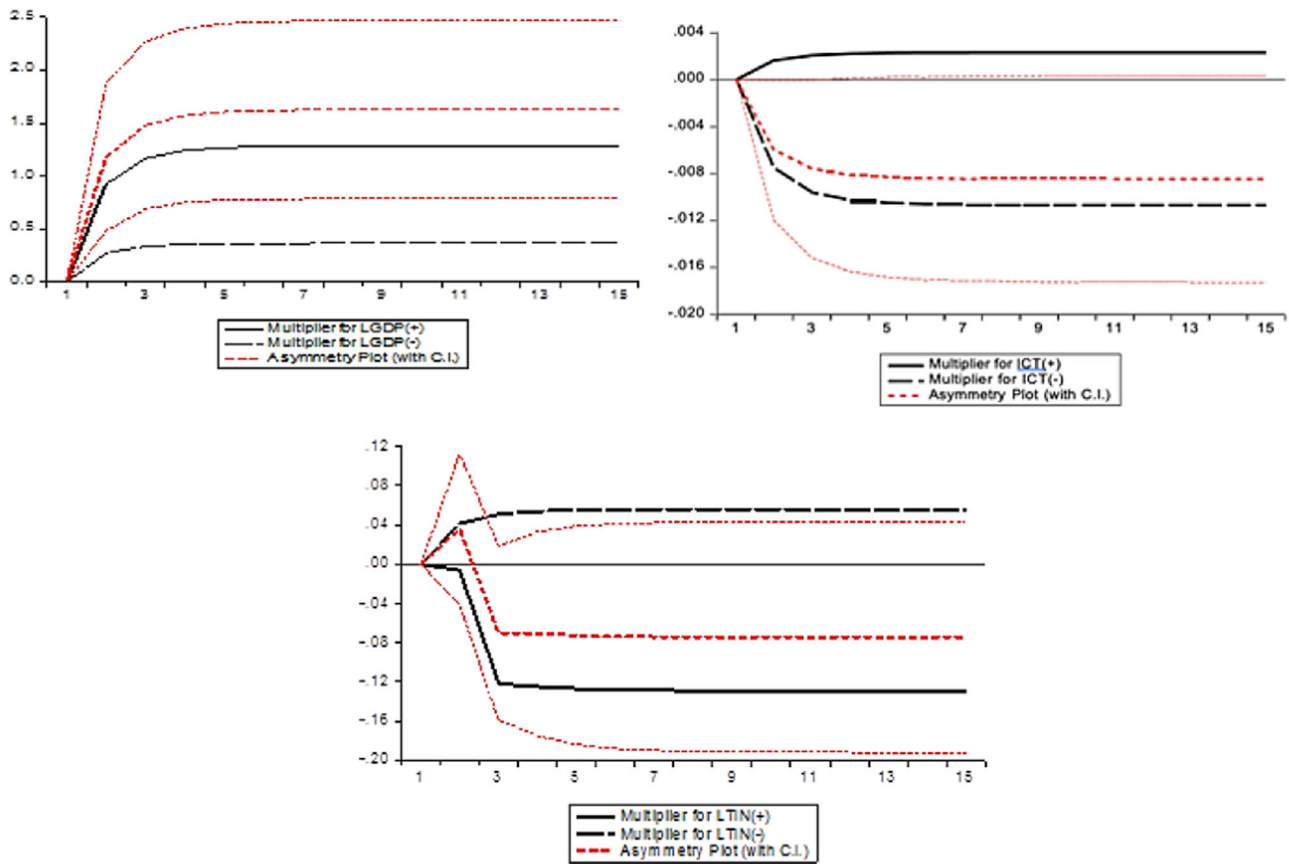 2.5
2.0
1.5
1.0
0.5
0.0
1 3 5 7 9 11 13 15
Multiplier for LGDP(+)
Multiplier for LGDP(-)
Asymmetry Plot (with C.I.)
.004
.000
-.004
-.008
-.012
-.016
-.020
1 3 5 7 9 11 13 15
Multiplier for ICT(+)
Multiplier for ICT(-)
Asymmetry Plot (with C.I.)
.12
.08
.04
.00
-.04
-.08
-.12
-.16
-.20
1 3 5 7 9 11 13 15
Multiplier for LTIN(+)
Multiplier for LTIN(-)
Asymmetry Plot (with C.I.)